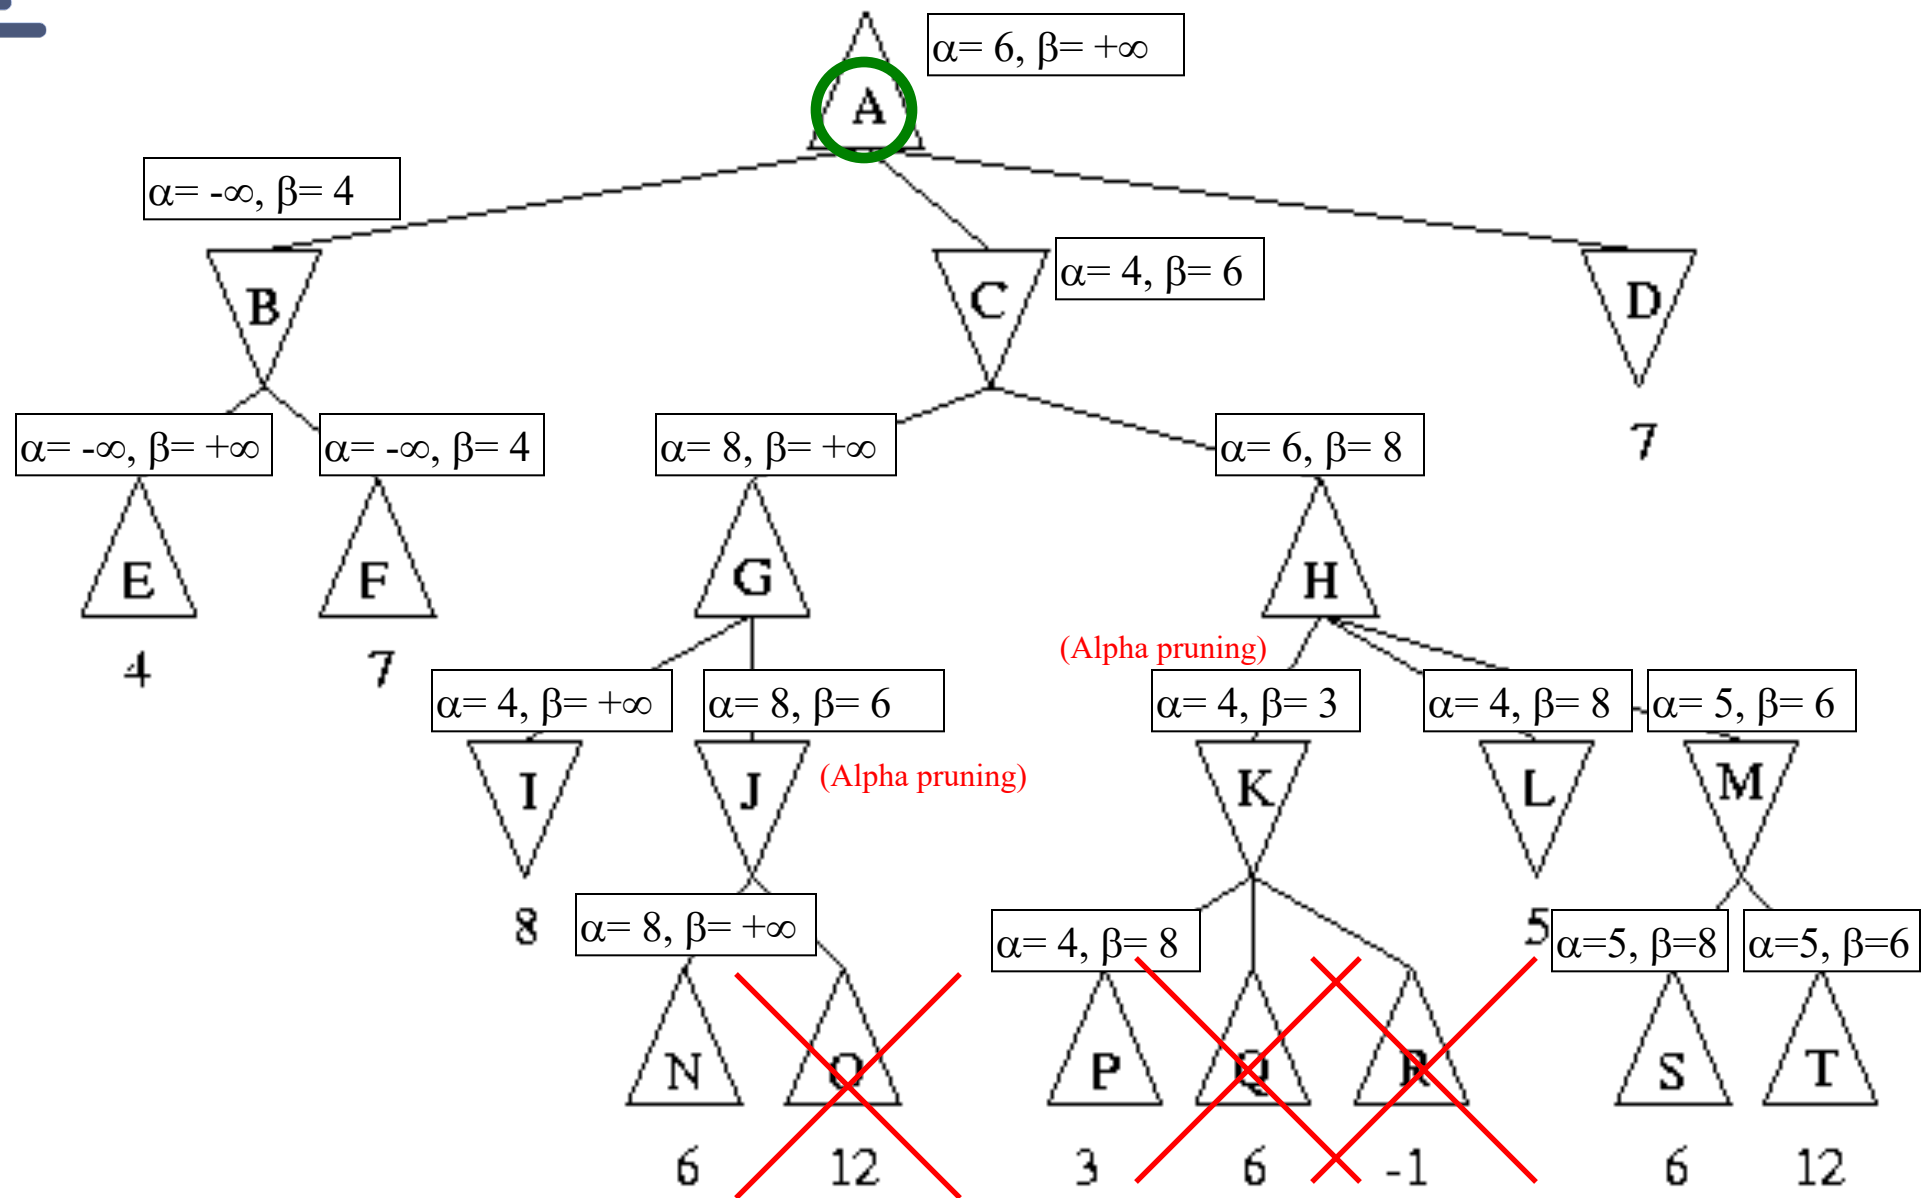 α= 6, β= +∞
A
α= -∞, β= 4
α= 4, β= 6
B
C
D
α= -∞, β= +∞
α= -∞, β= 4
α= 8, β= +∞
α= 6, β= 8
7
E
F
G
H
4
7
(Alpha pruning)
α= 4, β= +∞
α= 8, β= 6
α= 4, β= 3
α= 4, β= 8
α= 5, β= 6
I
J
(Alpha pruning)
K
L
M
8
α= 8, β= +∞
α= 4, β= 8
5
α=5, β=8
α=5, β=6
N
O
P
Q
R
S
T
6
12
3
6
-1
6
12